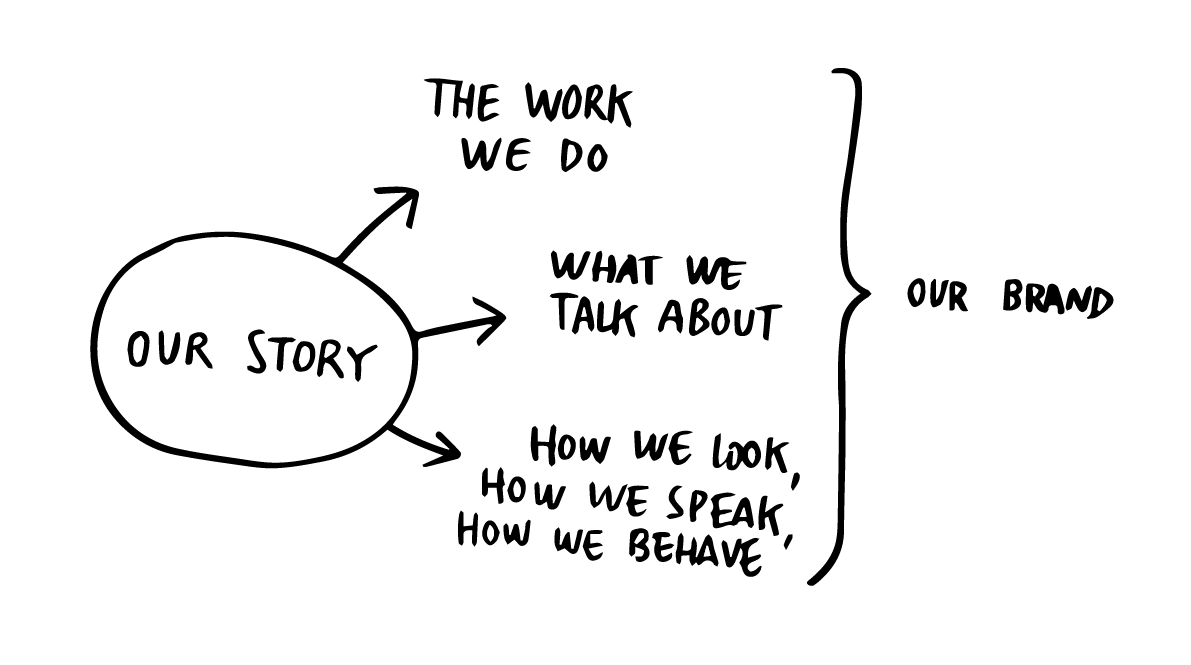 THE WORK
WE DO
WHAT WE
TALK ABOUT
OUR BRAND
OUR STORY
HOW WE LOOK,
HOW WE SPEAK,
HOW WE BEHAVE